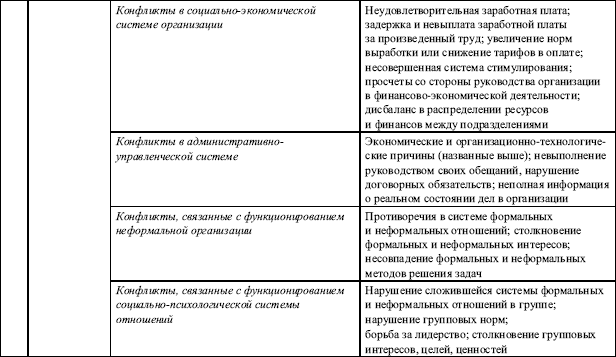 Конфликты в социально-экономической
системе организации
Неудовлетворительная заработная плата;
задержка и невыплата заработной платы
за произведенный труд; увеличение норм
выработки или снижение тарифов в оплате;
несовершенная система стимулирования;
просчеты со стороны руководства организации
в финансово-экономической деятельности;
дисбаланс в распределении ресурсов
и финансов между подразделениями
Конфликты в административно-
управленческой системе
Экономические и организационно-технологиче-
ские причины (названные выше); невыполнение
руководством своих обещаний, нарушение
договорных обязательств; неполная информация
о реальном состоянии дел в организации
Конфликты, связанные с функционированием
неформальной организации
Противоречия в системе формальных
и неформальных отношений; столкновение
формальных и неформальных интересов;
несовпадение формальных и неформальных
методов решения задач
Конфликты, связанные с функционированием
социально-психологической системы
отношений
Нарушение сложившейся системы формальных
и неформальных отношений в группе;
нарушение групповых норм;
борьба за лидерство; столкновение групповых
интересов, целей, ценностей